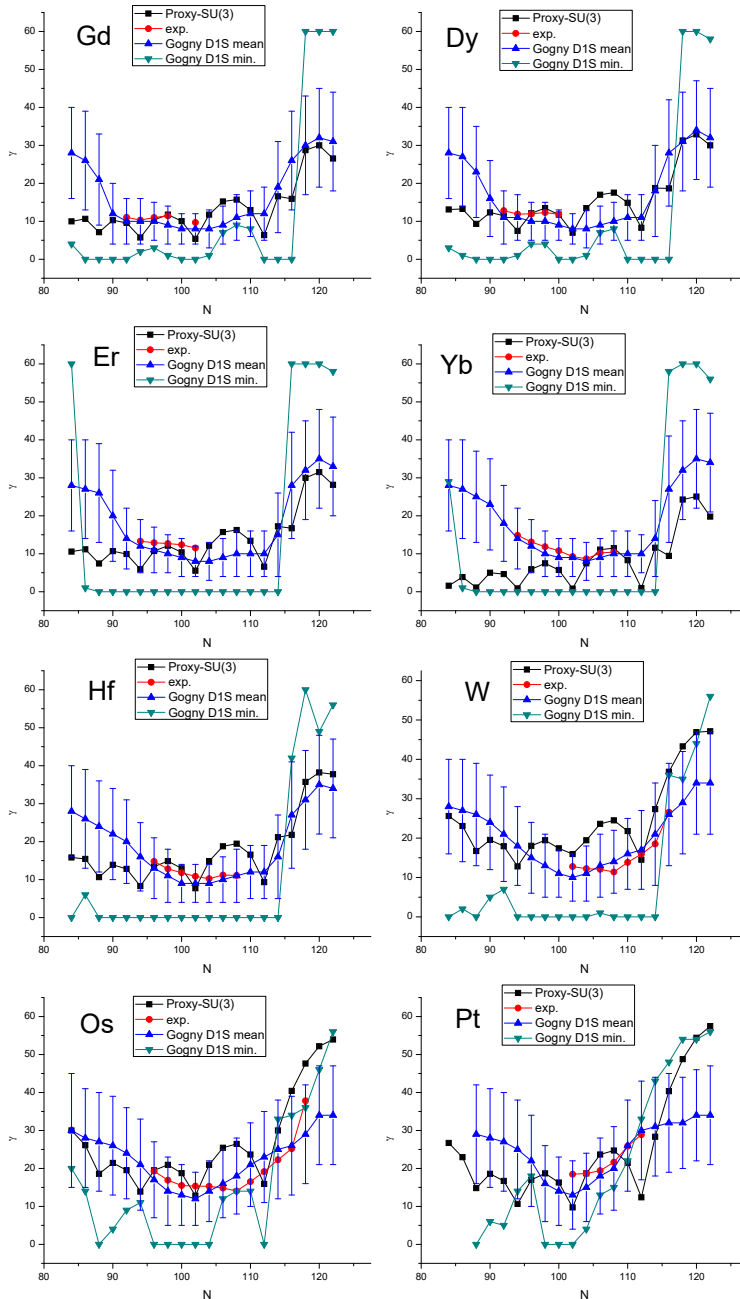 Gd
Proxy-SU(3)
exp.
Gogny D1S mean
Gogny D1S min.
60
50
40
30
20
10
0
γ
80 90 100 110 120
N
Dy
Proxy-SU(3)
exp.
Gogny D1S mean
Gogny D1S min.
60
50
40
30
20
10
0
γ
80 90 100 110 120
N
Er
Proxy-SU(3)
exp.
Gogny D1S mean
Gogny D1S min.
60
50
40
30
20
10
0
γ
80 90 100 110 120
N
Yb
Proxy-SU(3)
exp.
Gogny D1S mean
Gogny D1S min.
60
50
40
30
20
10
0
γ
80 90 100 110 120
N
Hf
Proxy-SU(3)
exp.
Gogny D1S mean
Gogny D1S min.
60
50
40
30
20
10
0
γ
80 90 100 110 120
N
W
Proxy-SU(3)
exp.
Gogny D1S mean
Gogny D1S min.
60
50
40
30
20
10
0
γ
80 90 100 110 120
N
Os
Proxy-SU(3)
exp.
Gogny D1S mean
Gogny D1S min.
60
50
40
30
20
10
0
γ
80 90 100 110 120
N
Pt
Proxy-SU(3)
exp.
Gogny D1S mean
Gogny D1S min.
60
50
40
30
20
10
0
γ
80 90 100 110 120
N